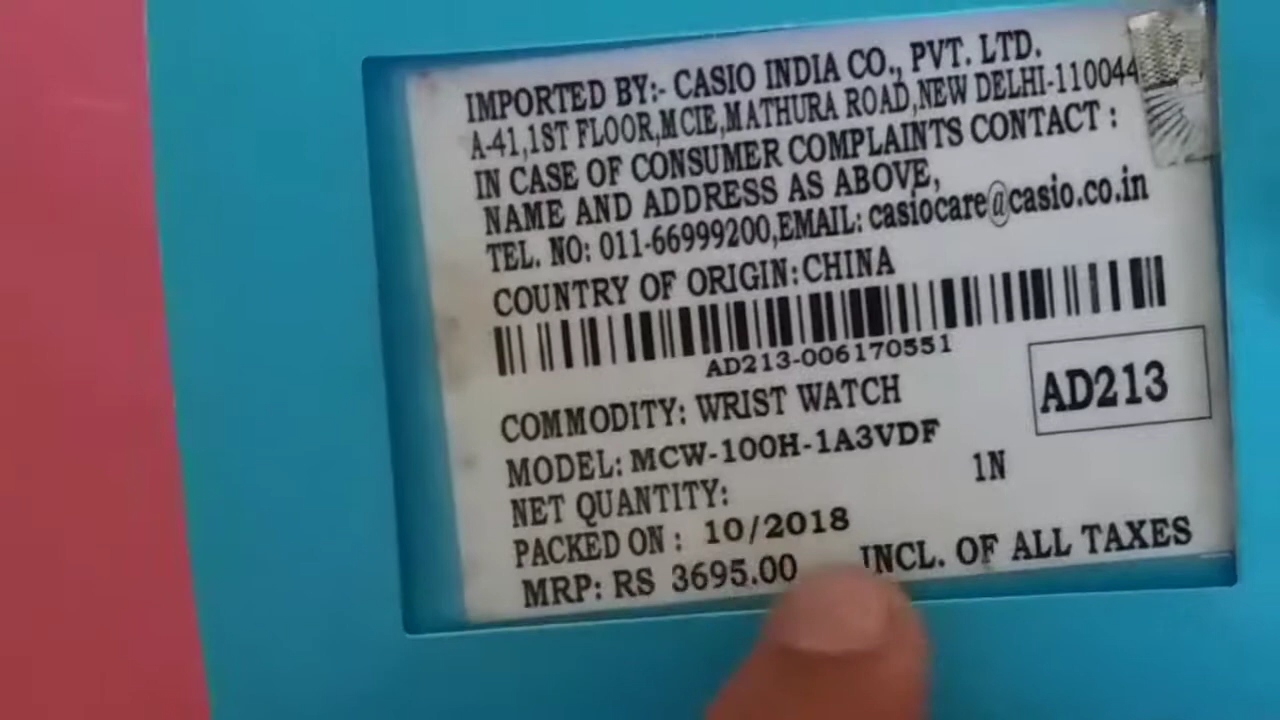 IMPORTED BY:- CASIO INDIA CO., PVT. LTD.
A-41,1ST FLOOR,MCIE,MATHURA ROAD,NEW DELHI-110044
IN CASE OF CONSUMER COMPLAINTS CONTACT :
NAME AND ADDRESS AS ABOVE,
TEL. NO: 011-66999200,EMAIL: casiocare@casio.co.in
COUNTRY OF ORIGIN:CHINA
AD213-006170551
AD213
COMMODITY: WRIST WATCH
MODEL: MCW-100H-1A3VDF
NET QUANTITY: 1N
PACKED ON : 10/2018
MRP: RS 3695.00 INCL. OF ALL TAXES